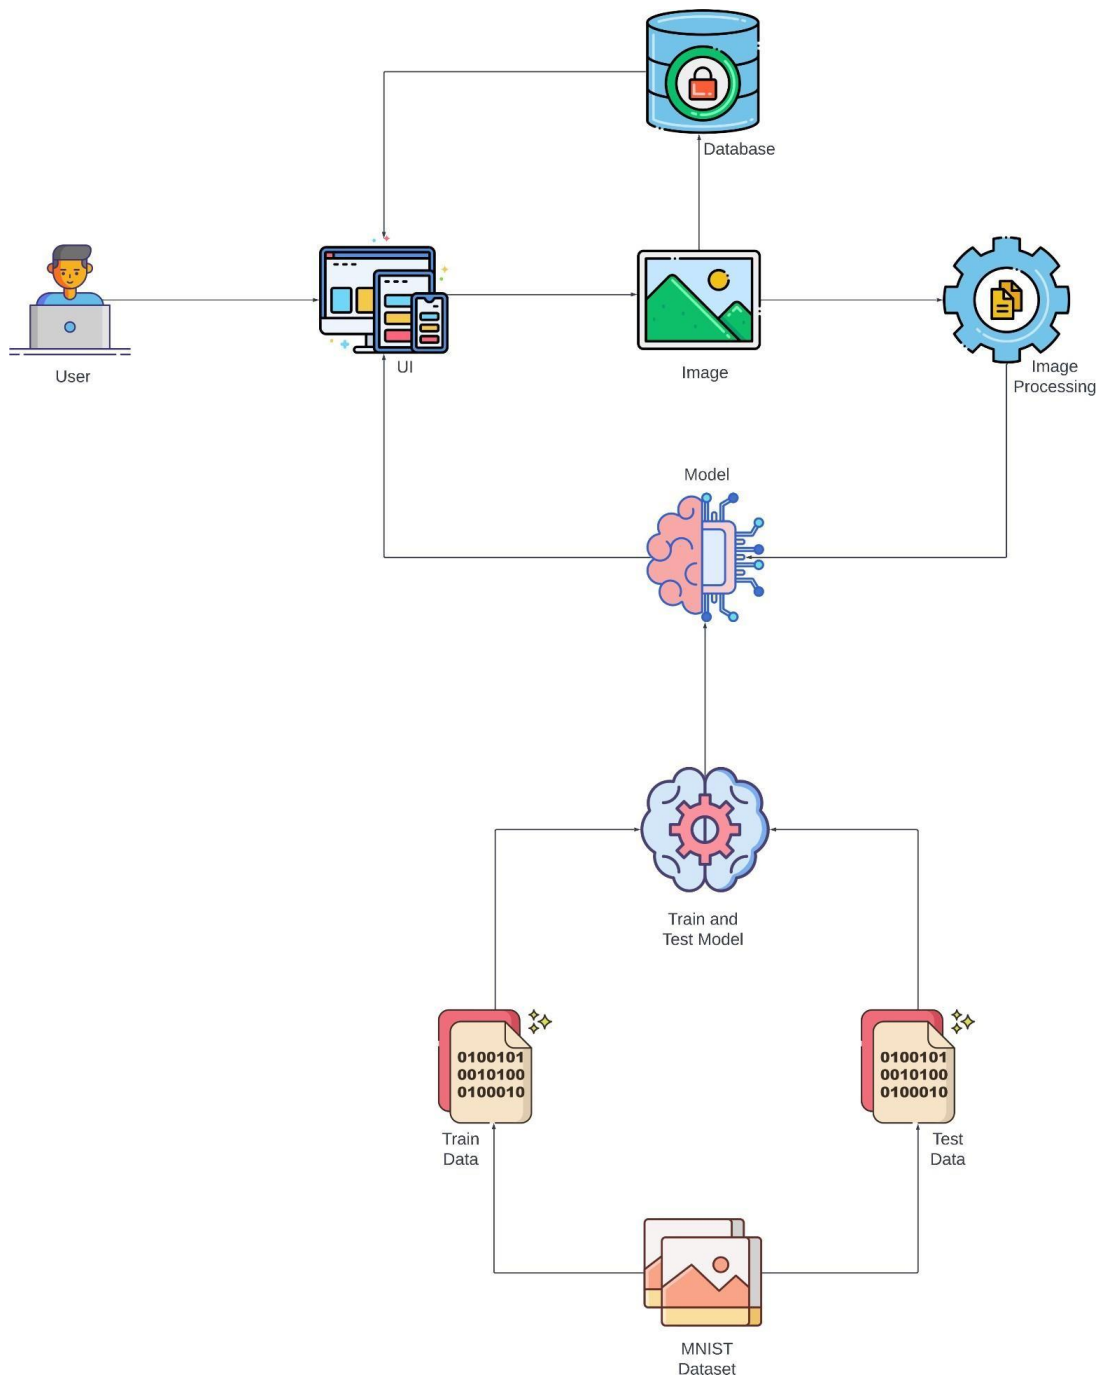 Database
User
UI
Image
Image
Processing
Model
Train and
Test Model
0100101
0010100
0100010
Train
Data
0100101
0010100
0100010
Test
Data
MNIST
Dataset